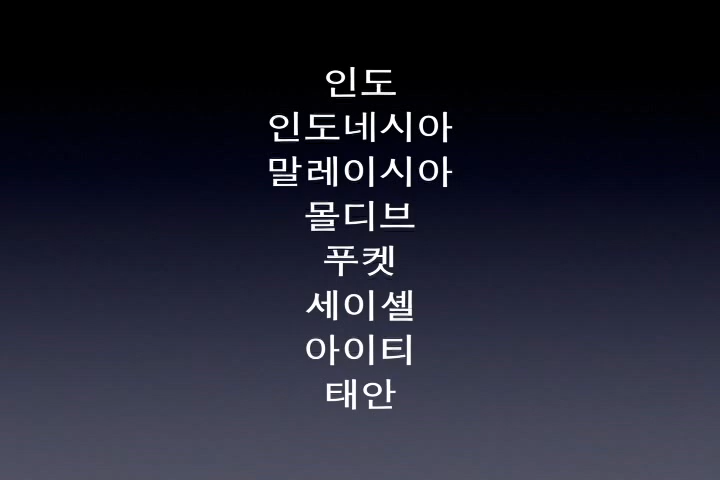 인도
인도네시아
말레이시아
몰디브
푸켓
세이셸
아이티
태안